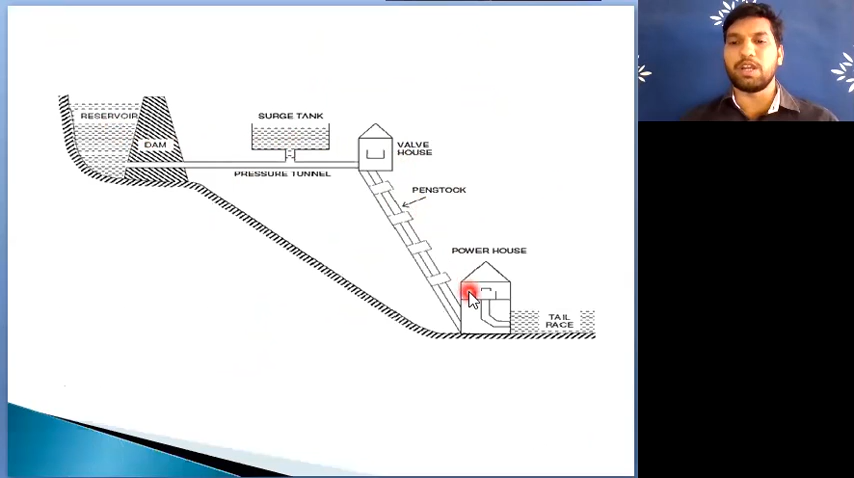 RESERVOIR
DAM
SURGE TANK
PRESSURE TUNNEL
VALVE
HOUSE
PENSTOCK
POWER HOUSE
TAIL
RACE